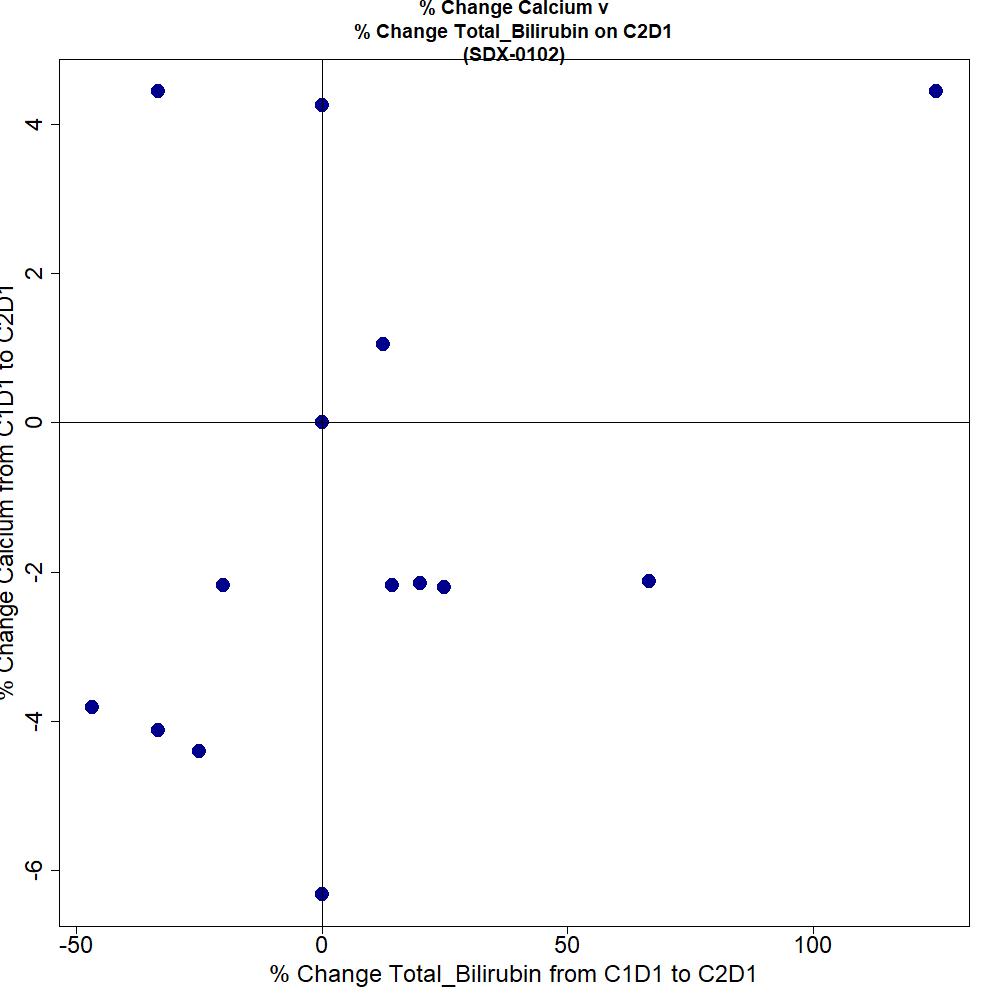 % Change Calcium v
% Change Total_Bilirubin on C2D1
(SDX-0102)
% Change Calcium from C1D1 to C2D1
4
2
0
-2
-4
-6
-50
0
50
100
% Change Total_Bilirubin from C1D1 to C2D1